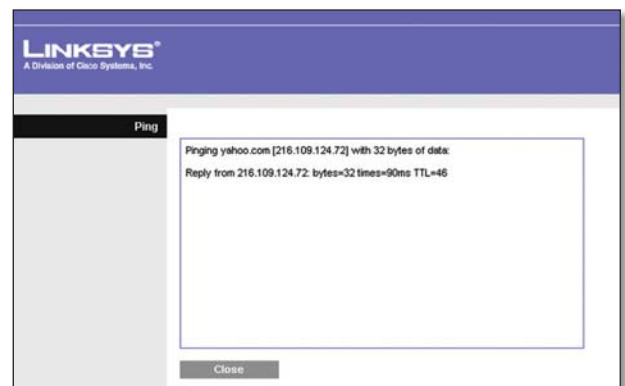 LINKSYS®
A Division of Cisco Systems, Inc.
Ping
Pinging yahoo.com [216.109.124.72] with 32 bytes of data:
Reply from 216.109.124.72: bytes=32 times=90ms TTL=46
Close